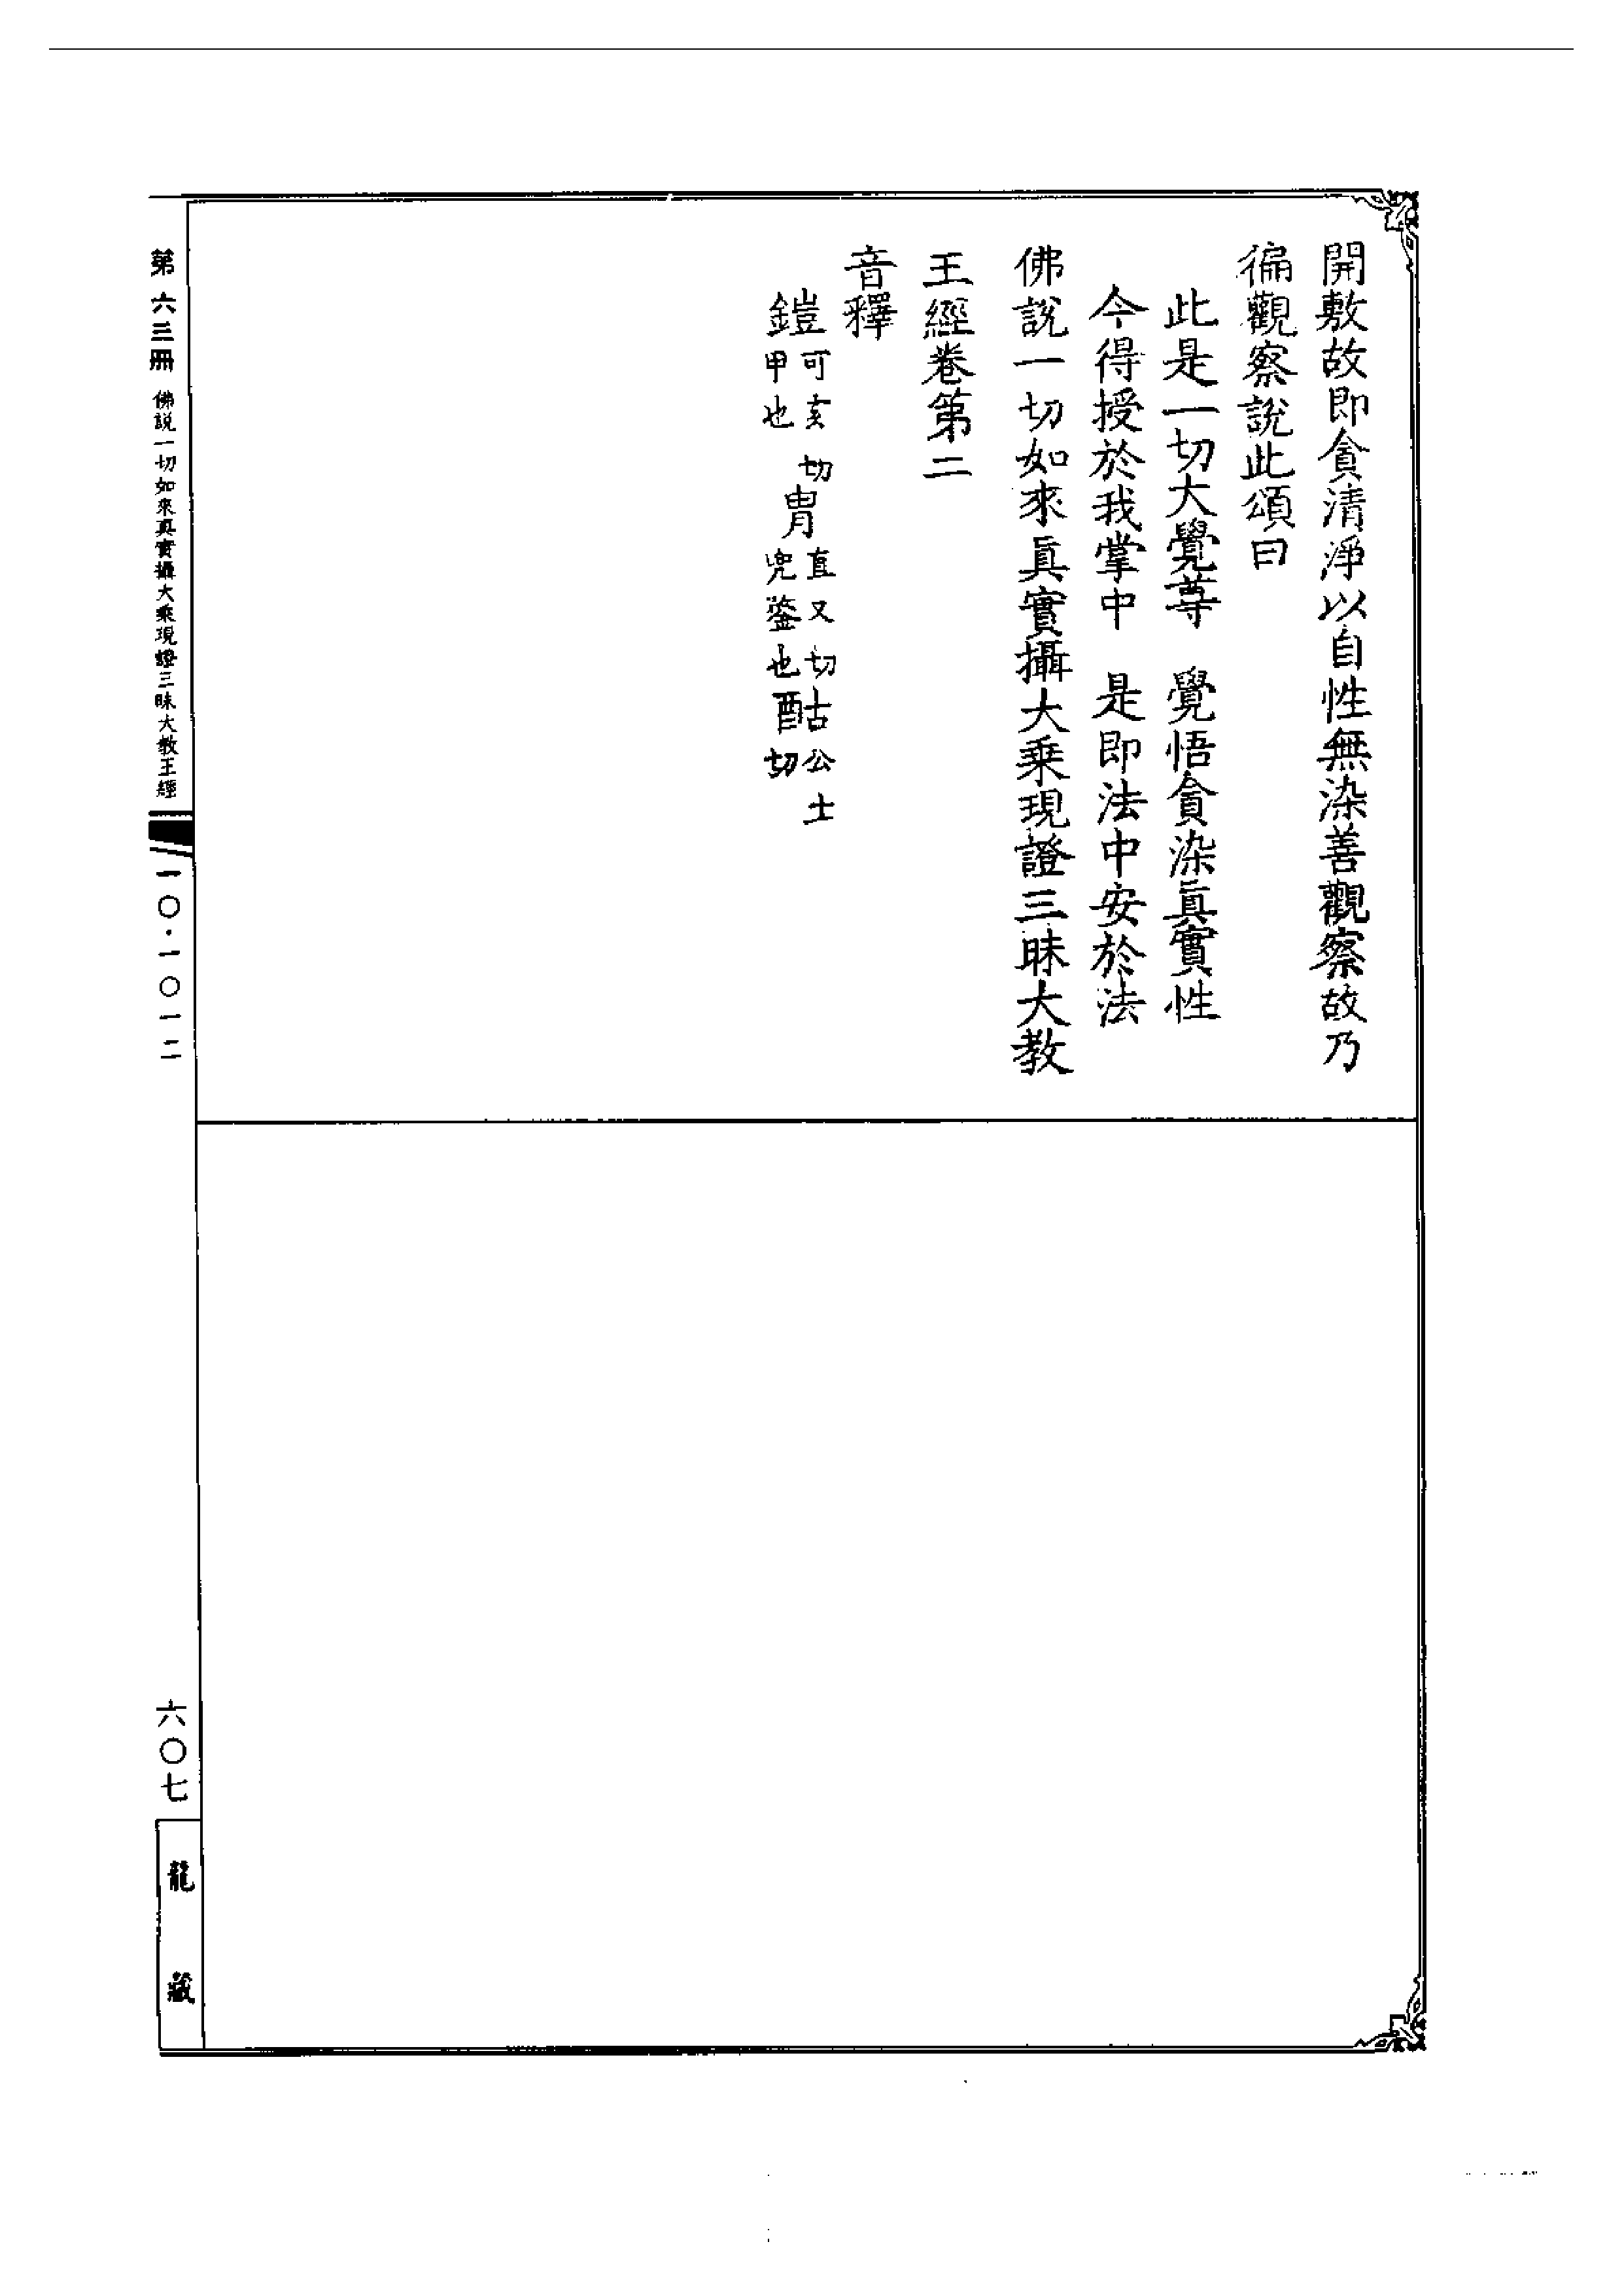 開敷故即貪清淨以自性無染善觀察故乃
徧觀察說此頌曰
此是一切大覺尊　覺悟貪染眞實性
今得授於我掌中　是即法中安於法
佛說一切如來眞實攝大乗現證三昧大教
王經卷第二
音釋
鎧可亥切甲也 胄直又切兜鍪也 酤公土切
第六三冊　佛説一切如來真實攝大乘現證三昧大教王經
一〇·一〇一二
六〇七
龍藏